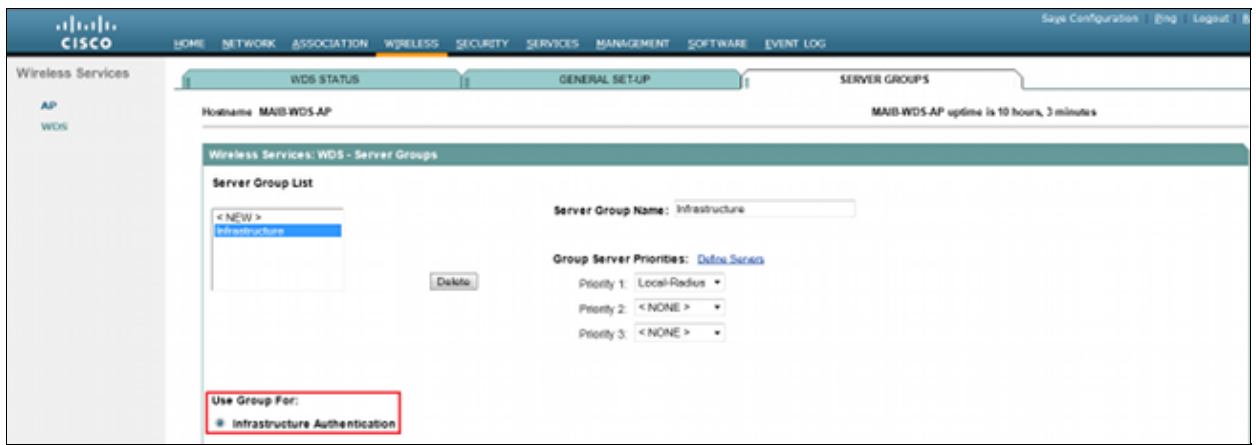 Save Configuration Ping Logout
CISCO
HOME NETWORK ASSOCIATION WIRELESS SECURITY SERVICES MANAGEMENT SOFTWARE EVENT LOG
Wireless Services
AP
WDS
WDS STATUS GENERAL SET-UP SERVER GROUPS
Hostname MAIB-WDS-AP MAIB-WDS-AP uptime is 10 hours, 3 minutes
Wireless Services: WDS - Server Groups
Server Group List
< NEW >
Infrastructure
Delete
Server Group Name: Infrastructure
Group Server Priorities: Define Servers
Priority 1: Local-Radius
Priority 2: < NONE >
Priority 3: < NONE >
Use Group For:
Infrastructure Authentication